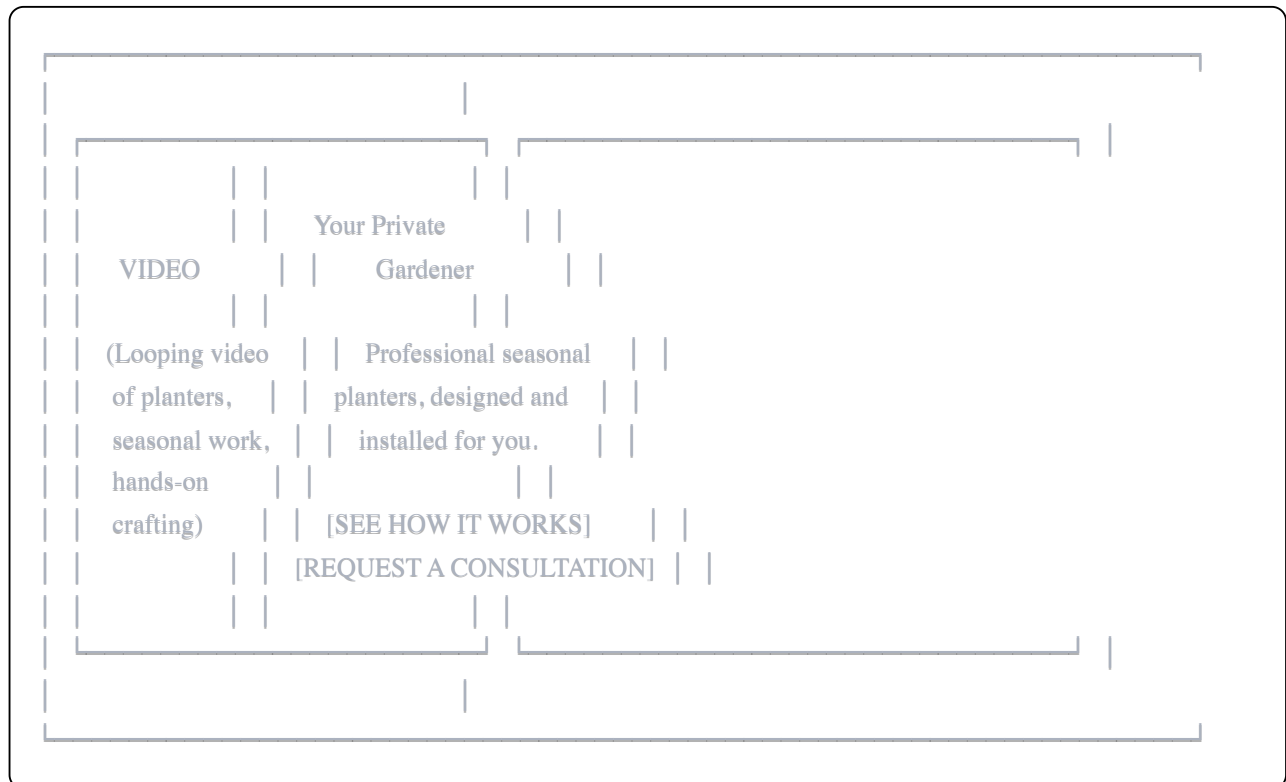 Your Private
VIDEO Gardener
(Looping video Professional seasonal
of planters, planters, designed and
seasonal work, installed for you.
hands-on
crafting) [SEE HOW IT WORKS]
[REQUEST A CONSULTATION]